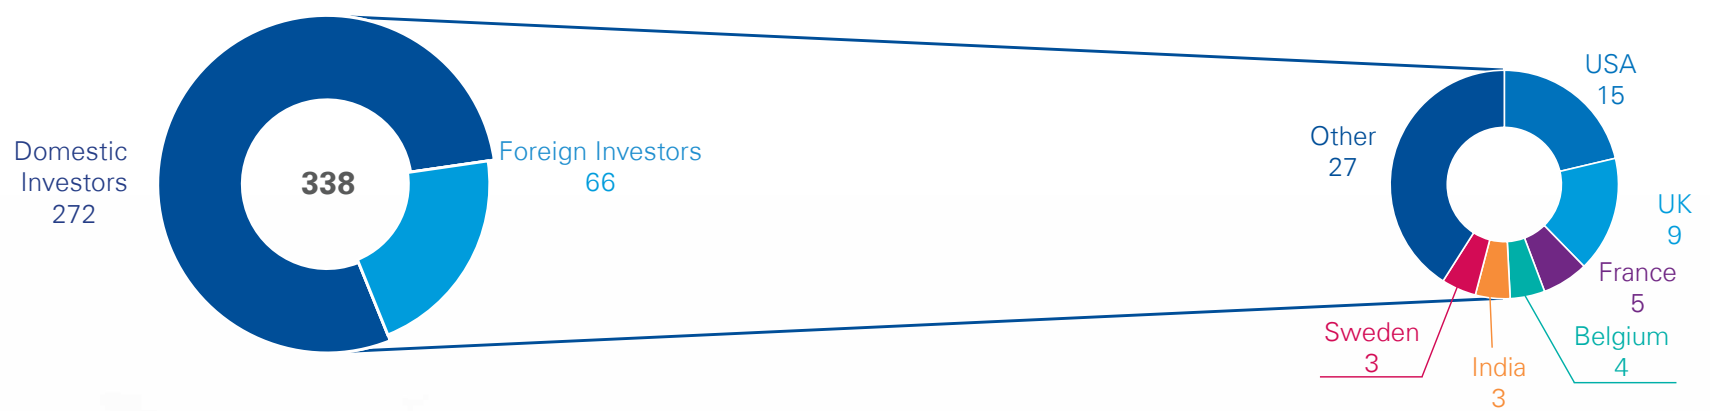 Domestic
Investors
272
338
Foreign Investors
66
Other
27
USA
15
UK
9
France
5
Belgium
4
India
3
Sweden
3